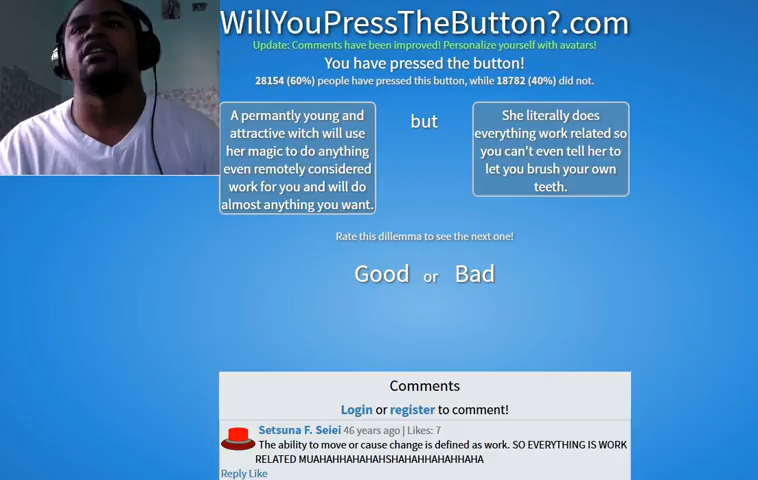 WillYouPressTheButton?.com
Update: Comments have been improved! Personalize yourself with avatars!
You have pressed the button!
28154 (60%) people have pressed this button, while 18782 (40%) did not.
A permantly young and
attractive witch will use
her magic to do anything
even remotely considered
work for you and will do
almost anything you want.
but
She literally does
everything work related so
you can't even tell her to
let you brush your own
teeth.
Rate this dillemma to see the next one!
Good or Bad
Comments
Login or register to comment!
Setsuna F. Seiei 46 years ago | Likes: 7
The ability to move or cause change is defined as work. SO EVERYTHING IS WORK
RELATED MUAHAHHAHAHAHSHAHAHHAHAHHAHA
Reply Like